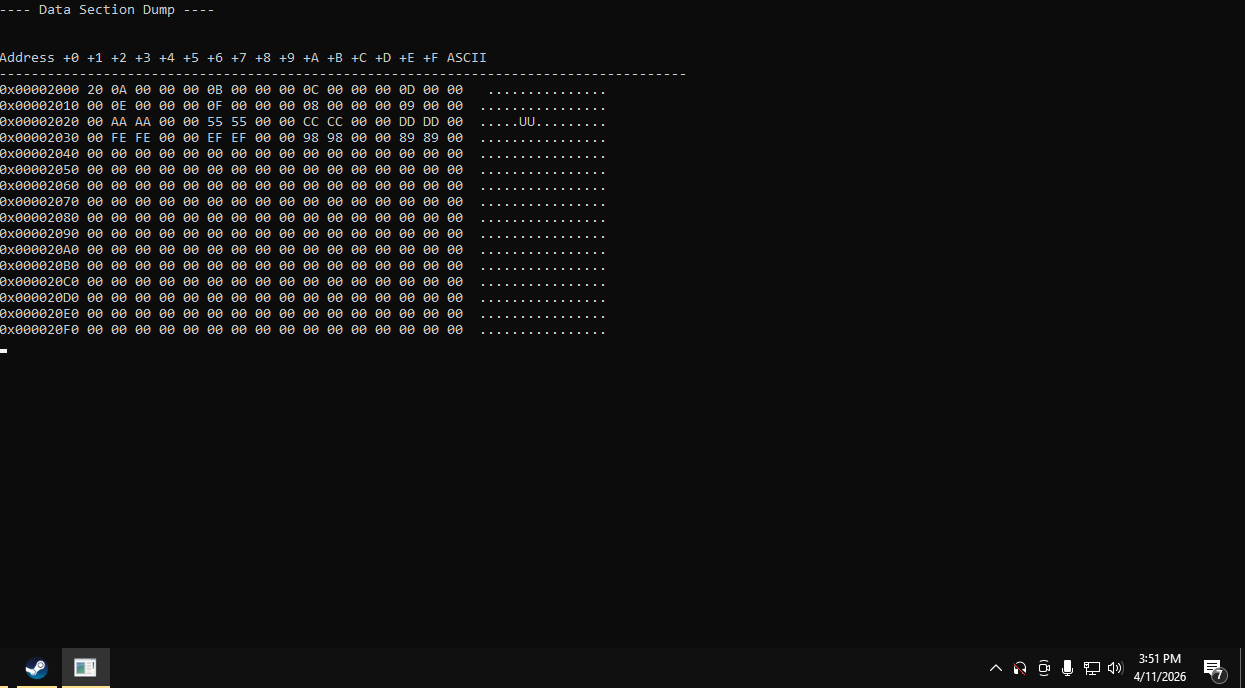 ---- Data Section Dump ----
Address +0 +1 +2 +3 +4 +5 +6 +7 +8 +9 +A +B +C +D +E +F ASCII
--------------------------------------------------------------------------------------
0x00002000 20 0A 00 00 00 0B 00 00 00 0C 00 00 00 0D 00 00   ...............
0x00002010 00 0E 00 00 00 0F 00 00 00 08 00 00 00 09 00 00  ................
0x00002020 00 AA AA 00 00 55 55 00 00 CC CC 00 00 DD DD 00  .....UU.........
0x00002030 00 FE FE 00 00 EF EF 00 00 98 98 00 00 89 89 00  ................
0x00002040 00 00 00 00 00 00 00 00 00 00 00 00 00 00 00 00  ................
0x00002050 00 00 00 00 00 00 00 00 00 00 00 00 00 00 00 00  ................
0x00002060 00 00 00 00 00 00 00 00 00 00 00 00 00 00 00 00  ................
0x00002070 00 00 00 00 00 00 00 00 00 00 00 00 00 00 00 00  ................
0x00002080 00 00 00 00 00 00 00 00 00 00 00 00 00 00 00 00  ................
0x00002090 00 00 00 00 00 00 00 00 00 00 00 00 00 00 00 00  ................
0x000020A0 00 00 00 00 00 00 00 00 00 00 00 00 00 00 00 00  ................
0x000020B0 00 00 00 00 00 00 00 00 00 00 00 00 00 00 00 00  ................
0x000020C0 00 00 00 00 00 00 00 00 00 00 00 00 00 00 00 00  ................
0x000020D0 00 00 00 00 00 00 00 00 00 00 00 00 00 00 00 00  ................
0x000020E0 00 00 00 00 00 00 00 00 00 00 00 00 00 00 00 00  ................
0x000020F0 00 00 00 00 00 00 00 00 00 00 00 00 00 00 00 00  ................
3:51 PM
4/11/2026
7